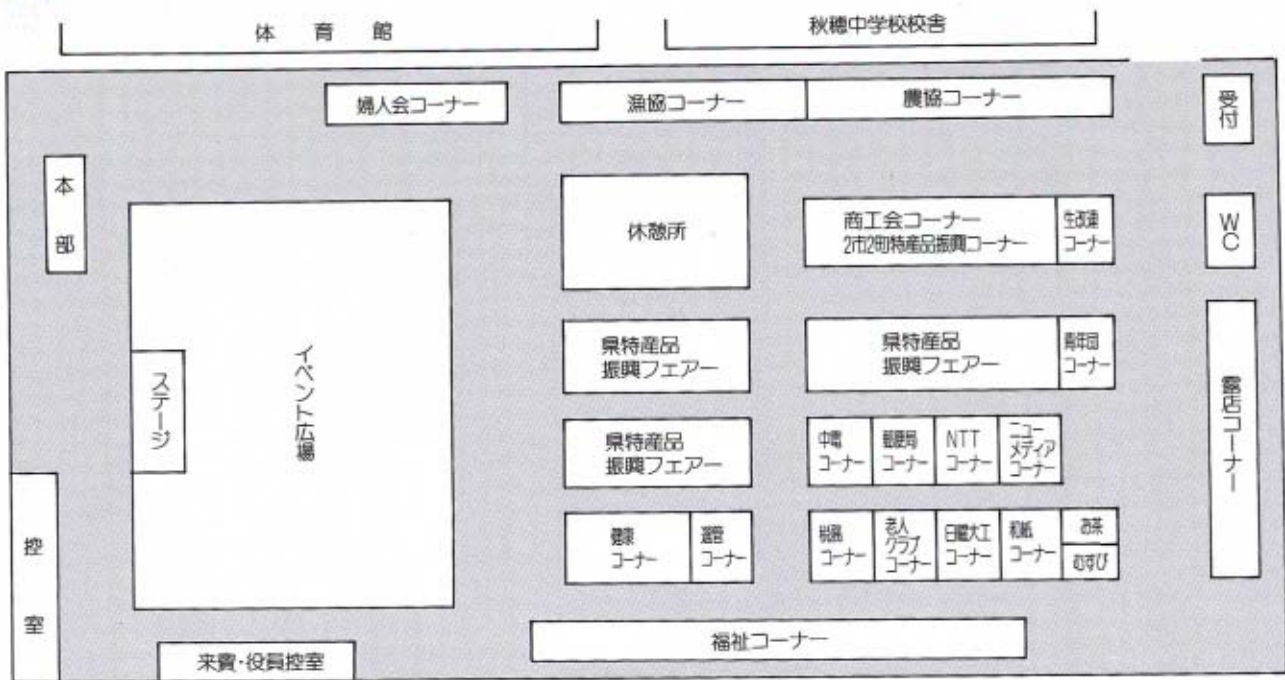 体育館
秋穂中学校校舎
婦人会コーナー
漁協コーナー
農協コーナー
受付
本部
休憩所
商工会コーナー
2市2町特産品振興コーナー
生改連
コーナー
WC
ステージ
イベント広場
県特産品
振興フェアー
県特産品
振興フェアー
青年団
コーナー
露店コーナー
県特産品
振興フェアー
中電
コーナー
郵便局
コーナー
NTT
コーナー
ニュー
メディア
コーナー
控室
健康
コーナー
選管
コーナー
税務
コーナー
老人
クラブ
コーナー
日曜大工
コーナー
和紙
コーナー
お茶
むすび
福祉コーナー
来賓・役員控室